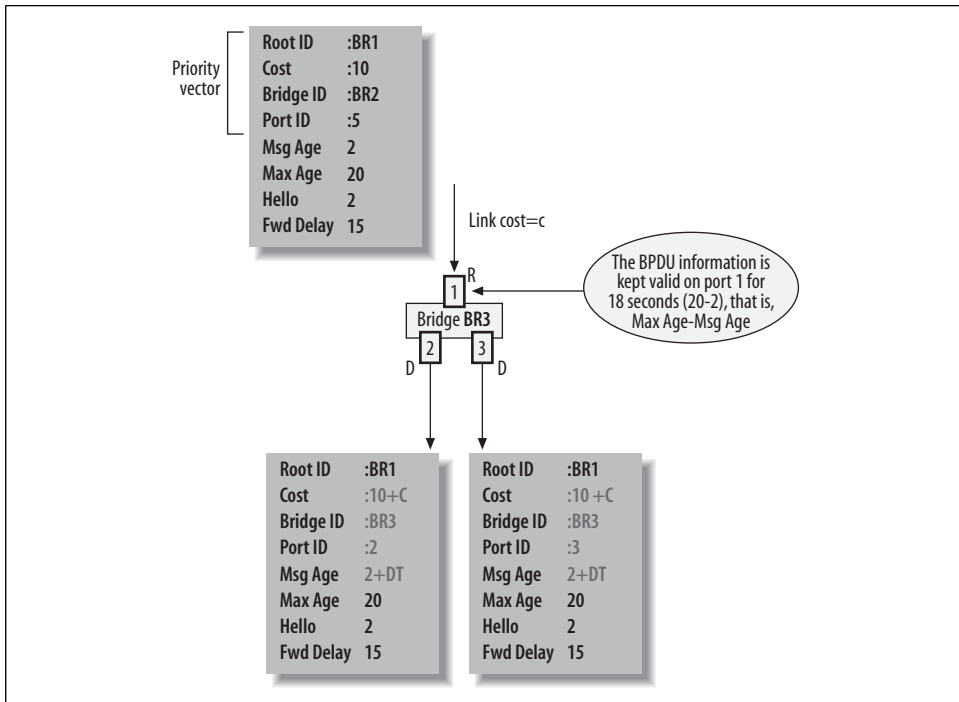 Priority
vector
Root ID :BR1
Cost :10
Bridge ID :BR2
Port ID :5
Msg Age 2
Max Age 20
Hello 2
Fwd Delay 15
Link cost=c
R
1
Bridge BR3
2
3
D
D
The BPDU information is
kept valid on port 1 for
18 seconds (20-2), that is,
Max Age-Msg Age
Root ID :BR1
Cost :10+C
Bridge ID :BR3
Port ID :2
Msg Age 2+DT
Max Age 20
Hello 2
Fwd Delay 15
Root ID :BR1
Cost :10 +C
Bridge ID :BR3
Port ID :3
Msg Age 2+DT
Max Age 20
Hello 2
Fwd Delay 15